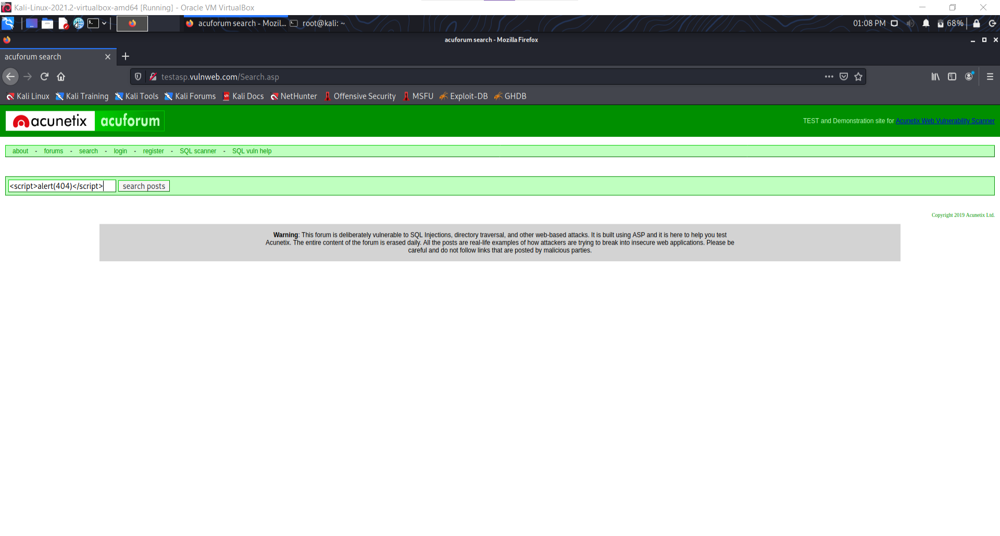 Kali-Linux-2021.2-virtualbox-amd64 [Running] - Oracle VM VirtualBox
acuforum search - Mozil... root@kali: ~ 01:08 PM 68%
acuforum search - Mozilla Firefox
acuforum search
testasp.vulnweb.com/Search.asp
Kali Linux Kali Training Kali Tools Kali Forums Kali Docs NetHunter Offensive Security MSFU Exploit-DB GHDB
acunetix acuforum TEST and Demonstration site for Acunetix Web Vulnerability Scanner
about - forums - search - login - register - SQL scanner - SQL vuln help
<script>alert(404)</script> search posts
Copyright 2019 Acunetix Ltd.
Warning: This forum is deliberately vulnerable to SQL Injections, directory traversal, and other web-based attacks. It is built using ASP and it is here to help you test
Acunetix. The entire content of the forum is erased daily. All the posts are real-life examples of how attackers are trying to break into insecure web applications. Please be
careful and do not follow links that are posted by malicious parties.